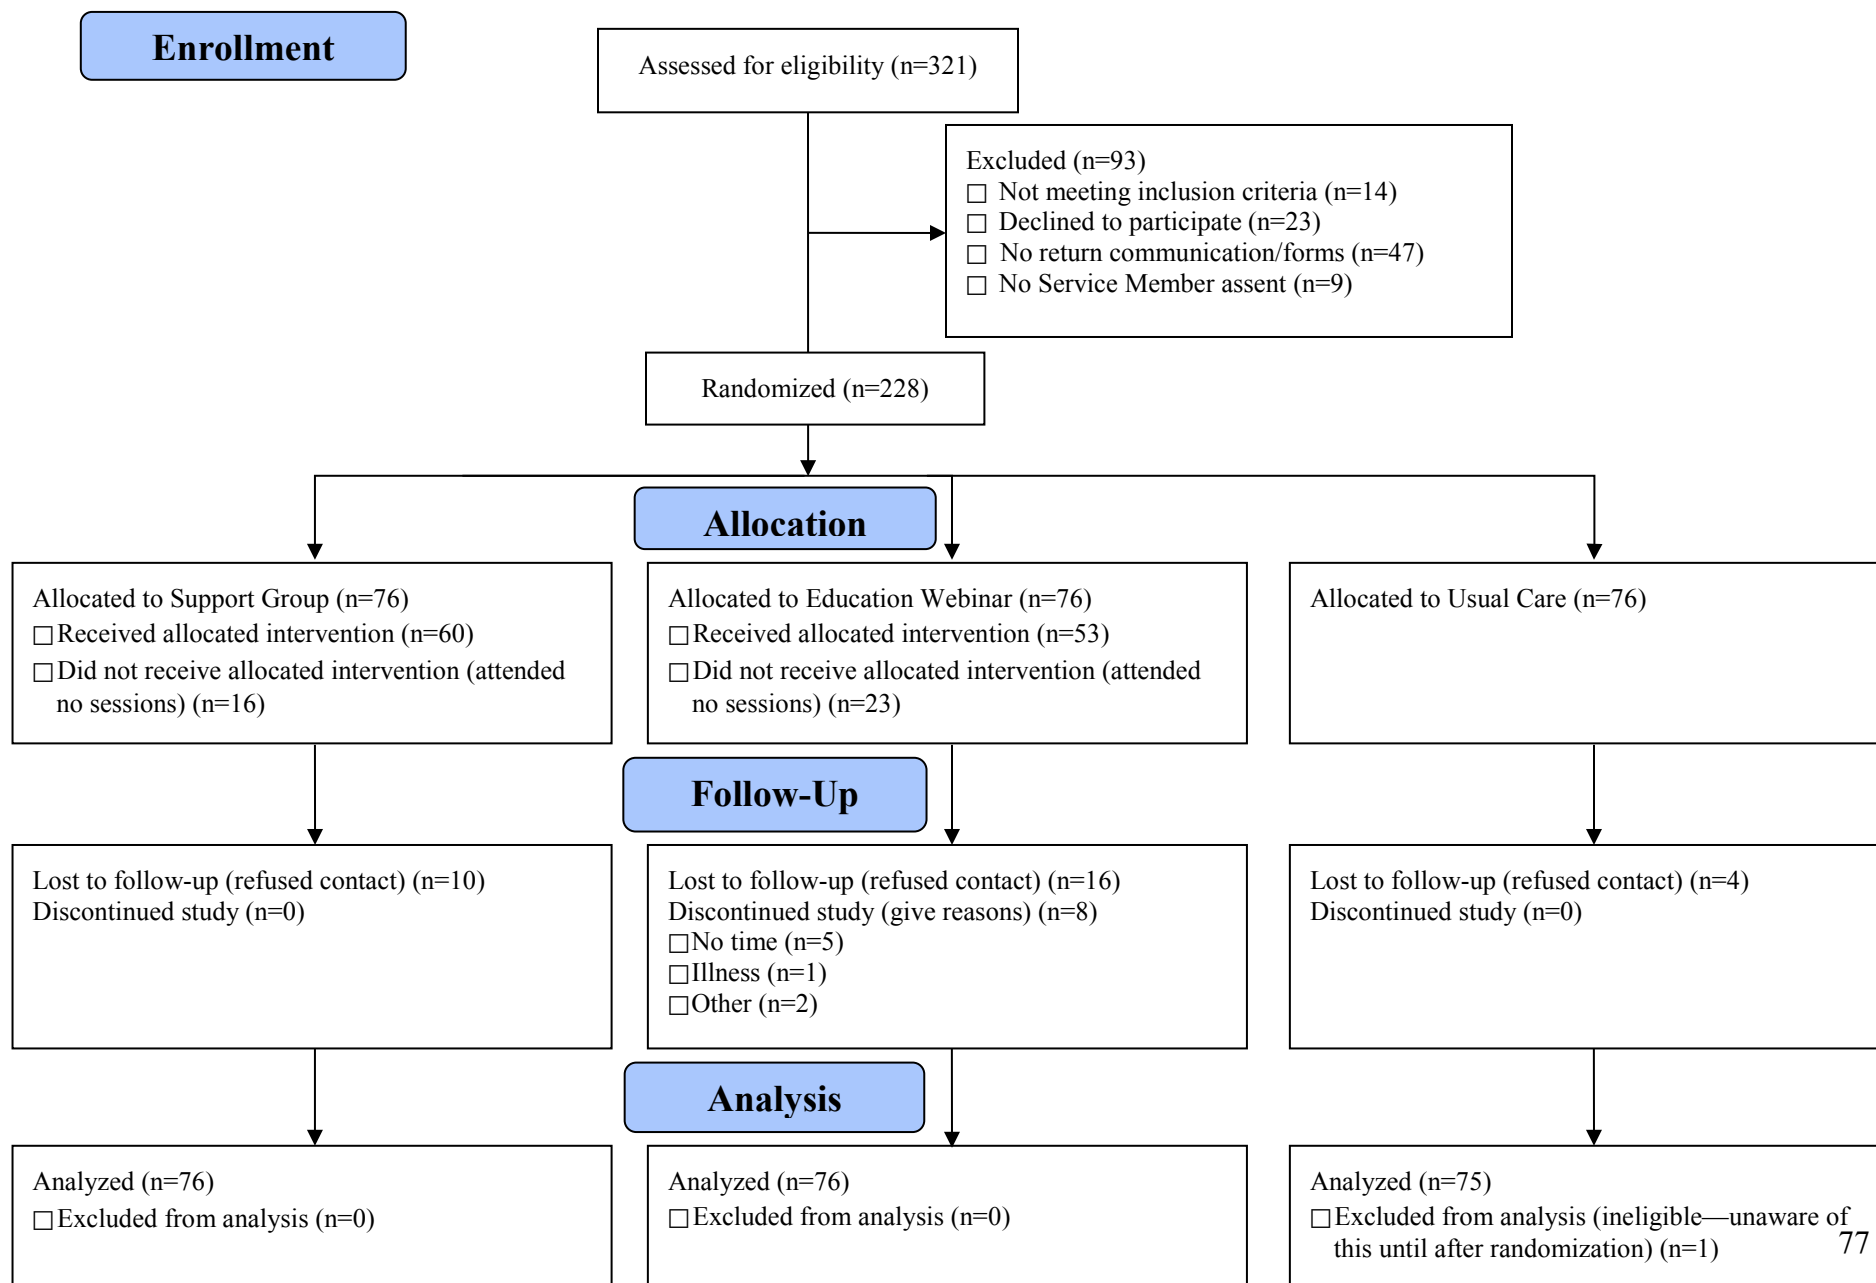 Enrollment
Assessed for eligibility (n=321)
Excluded (n=93)
□ Not meeting inclusion criteria (n=14)
□ Declined to participate (n=23)
□ No return communication/forms (n=47)
□ No Service Member assent (n=9)
Randomized (n=228)
Allocation
Allocated to Support Group (n=76)
□ Received allocated intervention (n=60)
□ Did not receive allocated intervention (attended
no sessions) (n=16)
Allocated to Education Webinar (n=76)
□ Received allocated intervention (n=53)
□ Did not receive allocated intervention (attended
no sessions) (n=23)
Allocated to Usual Care (n=76)
Follow-Up
Lost to follow-up (refused contact) (n=10)
Discontinued study (n=0)
Lost to follow-up (refused contact) (n=16)
Discontinued study (give reasons) (n=8)
□ No time (n=5)
□ Illness (n=1)
□ Other (n=2)
Lost to follow-up (refused contact) (n=4)
Discontinued study (n=0)
Analysis
Analyzed (n=76)
□ Excluded from analysis (n=0)
Analyzed (n=76)
□ Excluded from analysis (n=0)
Analyzed (n=75)
□ Excluded from analysis (ineligible—unaware of
this until after randomization) (n=1)
77